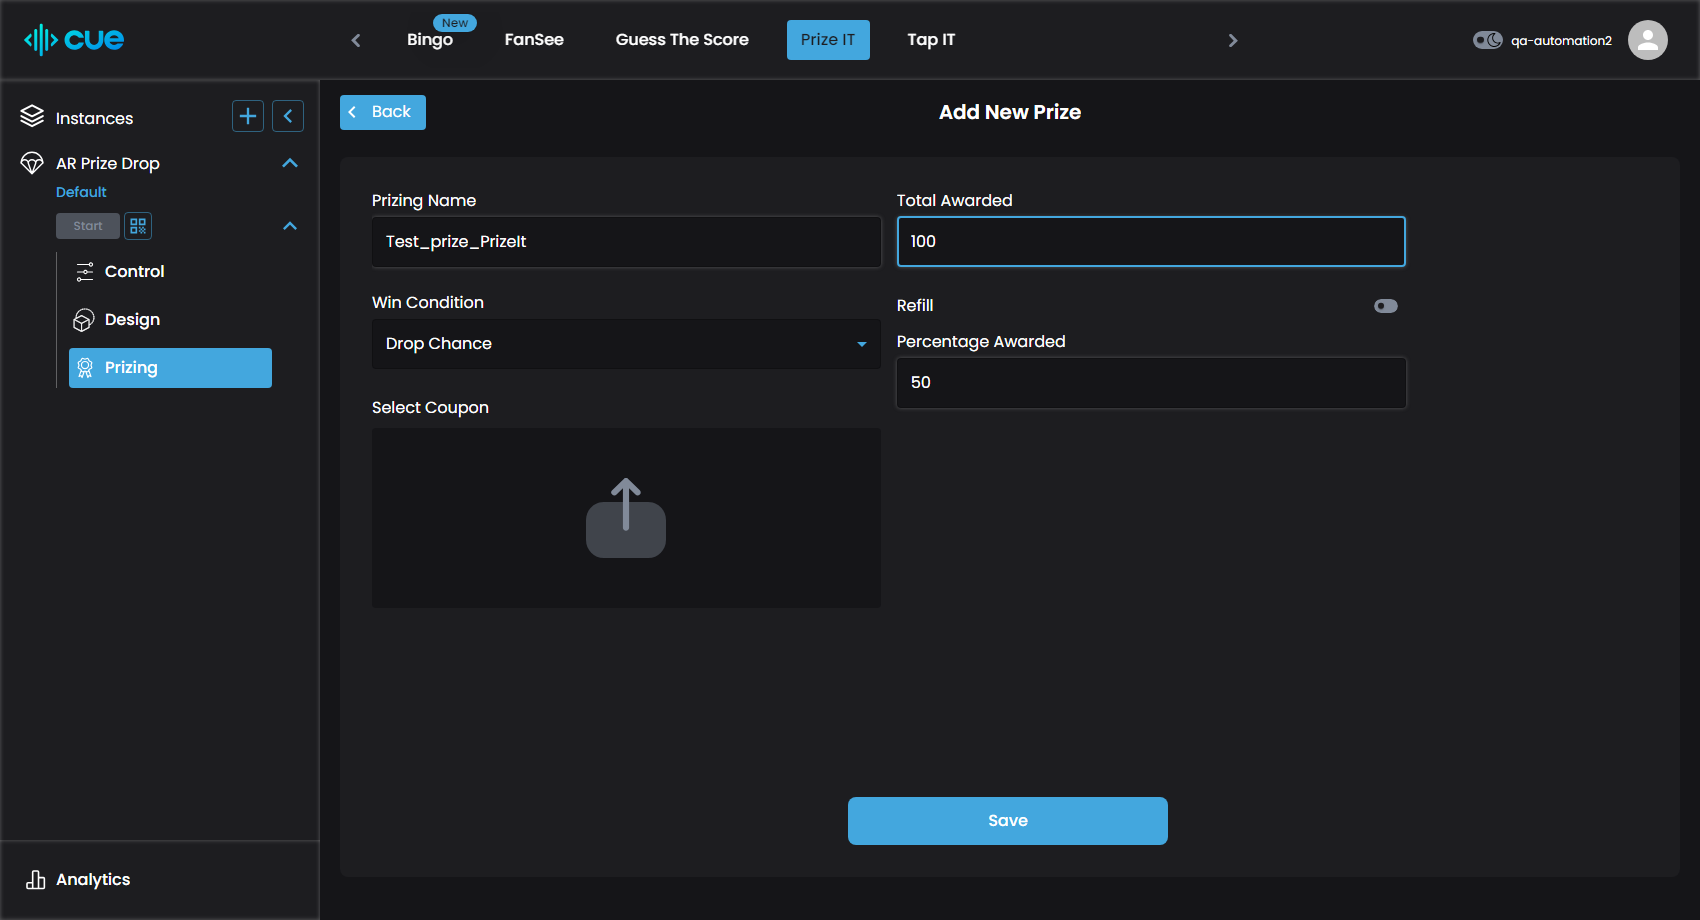 cue
New
Bingo
FanSee
Guess The Score
Prize IT
Tap IT
qa-automation2
Instances
AR Prize Drop
Default
Start
Control
Design
Prizing
Analytics
Back
Add New Prize
Prizing Name
Test_prize_PrizeIt
Total Awarded
100
Win Condition
Drop Chance
Refill
Percentage Awarded
50
Select Coupon
Save